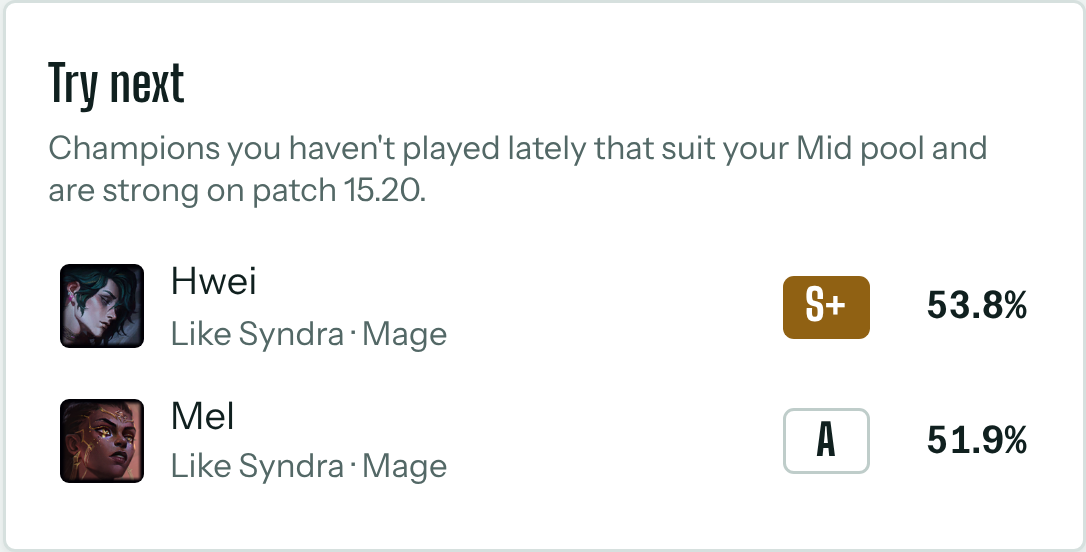 Try next
Champions you haven't played lately that suit your Mid pool and
are strong on patch 15.20.
Hwei
Like Syndra · Mage
S+
53.8%
Mel
Like Syndra · Mage
A
51.9%